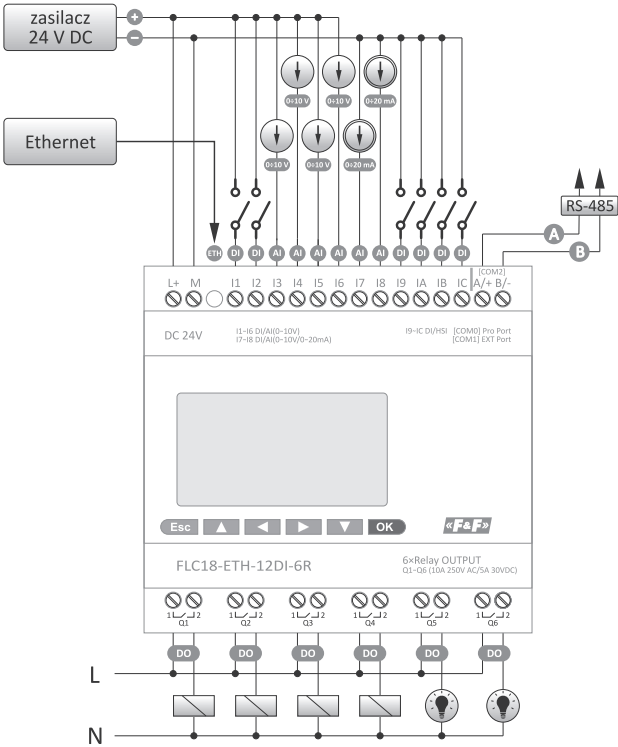 zasilacz
24 V DC
+
−
Ethernet
0÷10 V 0÷10 V 0÷20 mA
0÷10 V 0÷10 V 0÷20 mA
RS-485
A
B
ETH DI DI AI AI AI AI AI AI DI DI DI DI
[COM2]
L+ M I1 I2 I3 I4 I5 I6 I7 I8 I9 IA IB IC A/+ B/-
DC 24V
I1~I6 DI/AI(0~10V)
I7~I8 DI/AI(0~10V/0~20mA)
I9~IC DI/HSI
[COM0] Pro Port
[COM1] EXT Port
Esc OK
«F&F»
FLC18-ETH-12DI-6R
6×Relay OUTPUT
Q1~Q6 (10A 250V AC/5A 30VDC)
1 2 1 2 1 2 1 2 1 2 1 2
Q1 Q2 Q3 Q4 Q5 Q6
DO DO DO DO DO DO
L
N